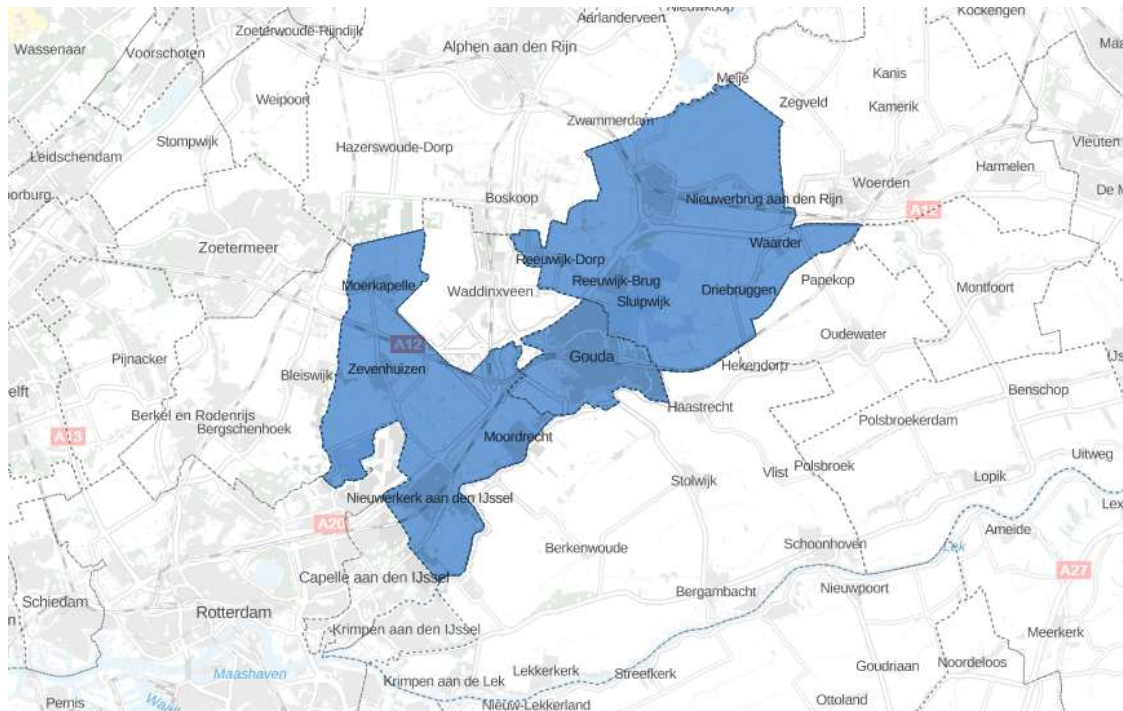 Aarlanderveen
Nieuwkoop
Kockengen
Zoeterwoude-Rijndijk
Wassenaar
Voorschoten
Alphen aan den Rijn
Meije
Kanis
Weipoort
Zegveld
Kamerik
Zwammerdam
Stompwijk
Hazerswoude-Dorp
Vleuten
Leidschendam
Harmelen
Woerden
De M
oorburg
Boskoop
Nieuwerbrug aan den Rijn
A12
Zoetermeer
Waarder
Reeuwijk-Dorp
Reeuwijk-Brug
Papekop
Moerkapelle
Waddinxveen
Sluipwijk
Driebruggen
Montfoort
Oudewater
A12
Pijnacker
Gouda
Zevenhuizen
Hekendorp
Bleiswijk
elft
Benschop
Haastrecht
Berkel en Rodenrijs
Bergschenhoek
Polsbroekerdam
A13
Moordrecht
Uitweg
Vlist
Polsbroek
Stolwijk
Lopik
Nieuwerkerk aan den IJssel
Lex
A20
Ameide
Schoonhoven
Lek
Berkenwoude
A27
Capelle aan den IJssel
Nieuwpoort
Bergambacht
Schiedam
Rotterdam
Krimpen aan den IJssel
Meerkerk
Goudriaan
Noordeloos
Maashaven
Lekkerkerk
Streefkerk
Krimpen aan de Lek
Pernis
Nieuw-Lekkerland
Ottoland